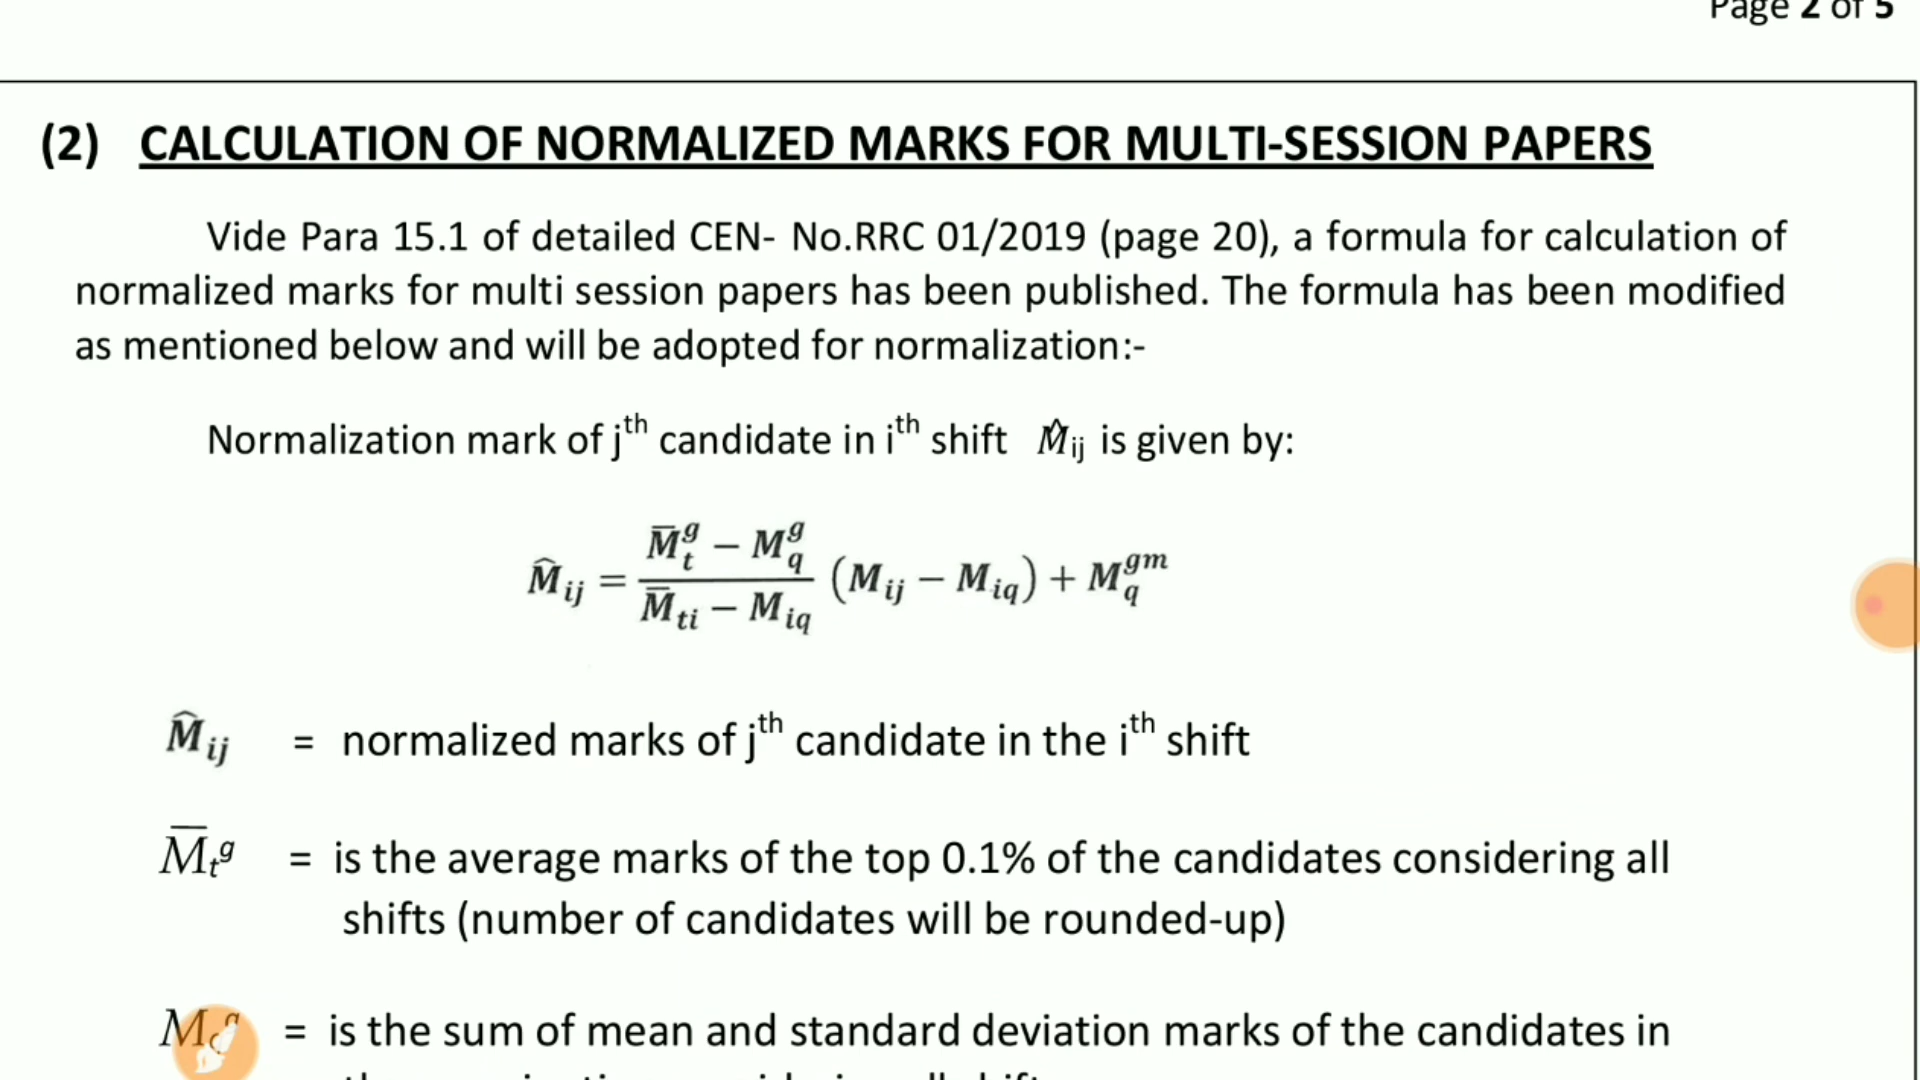 Page 2 of 5
(2) CALCULATION OF NORMALIZED MARKS FOR MULTI-SESSION PAPERS
Vide Para 15.1 of detailed CEN- No.RRC 01/2019 (page 20), a formula for calculation of
normalized marks for multi session papers has been published. The formula has been modified
as mentioned below and will be adopted for normalization:-
Normalization mark of jth candidate in ith shift M̂ij is given by:
M̂ij = (M̄t^g − Mq^g) / (M̄ti − Miq) (Mij − Miq) + Mq^gm
M̂ij = normalized marks of jth candidate in the ith shift
M̄t^g = is the average marks of the top 0.1% of the candidates considering all
shifts (number of candidates will be rounded-up)
= is the sum of mean and standard deviation marks of the candidates in